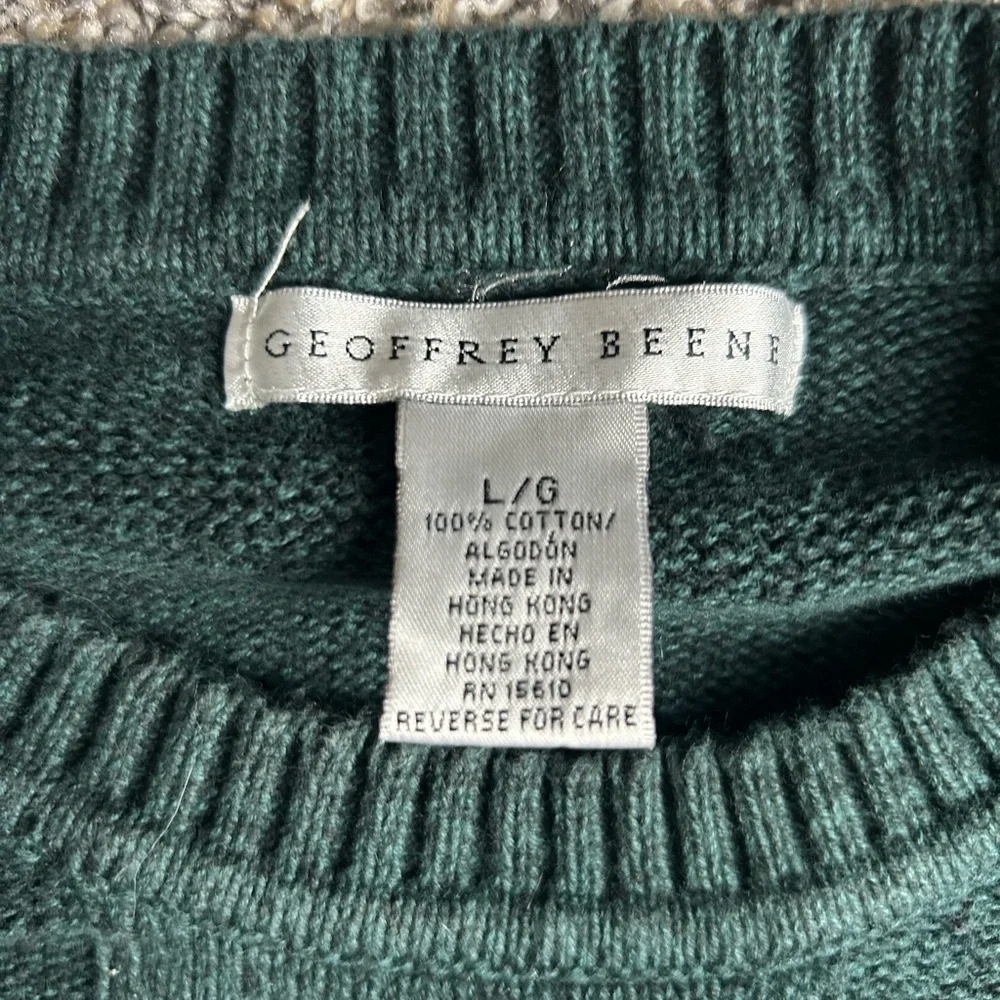 GEOFFREY BEENE
L/G
100% COTTON/
ALGODÓN
MADE IN
HONG KONG
HECHO EN
HONG KONG
RN 15610
REVERSE FOR CARE